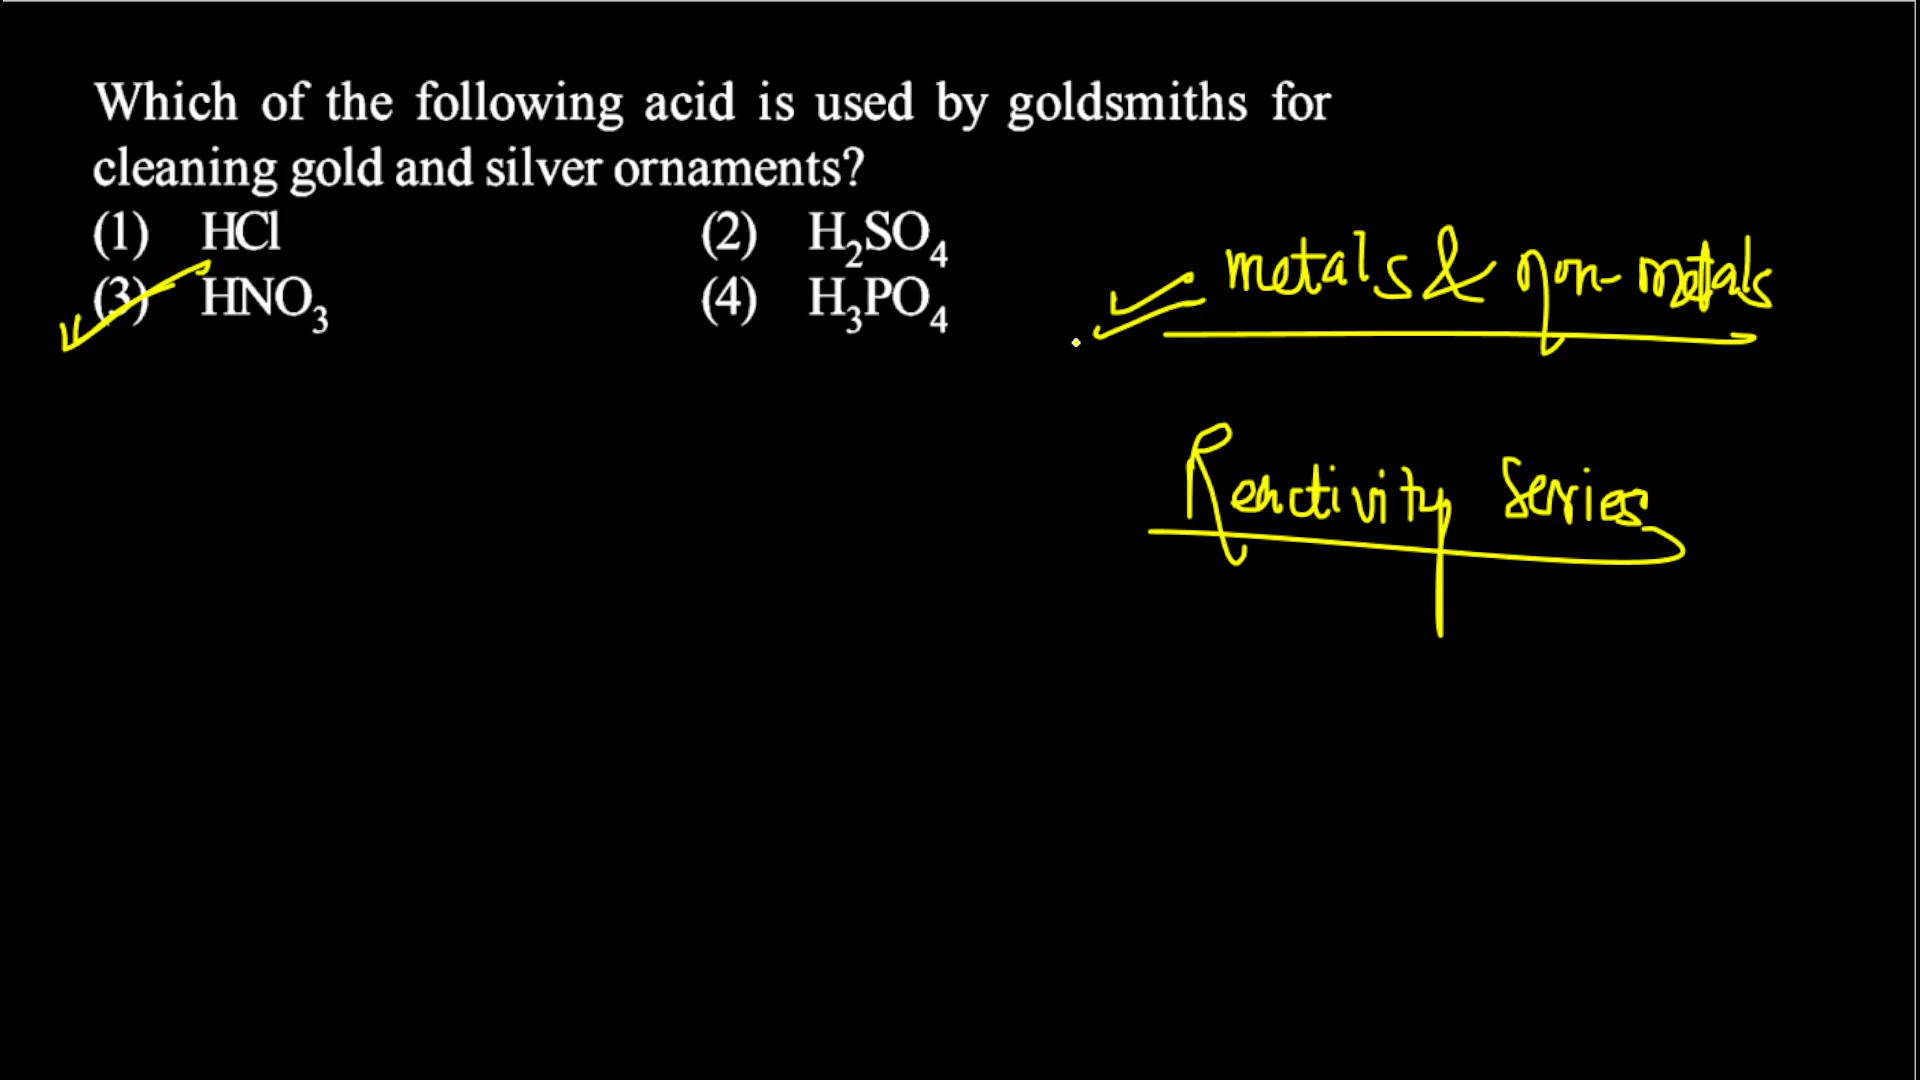 Which of the following acid is used by goldsmiths for
cleaning gold and silver ornaments?
(1) HCl (2) H₂SO₄
(3) HNO₃ (4) H₃PO₄
metals & non-metals
Reactivity Series